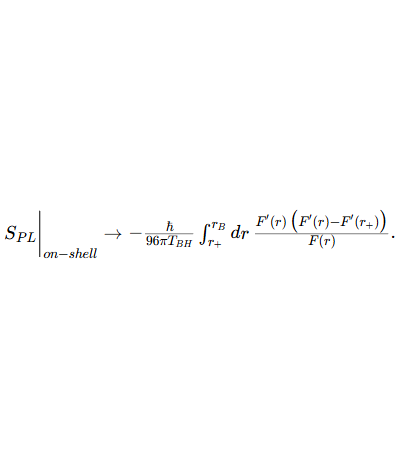 $S_{PL}\Big|_{on-shell} \rightarrow -\frac{\hbar}{96\pi T_{BH}} \int_{r_+}^{r_B} dr \, \frac{F'(r)\left(F'(r)-F'(r_+)\right)}{F(r)}.$